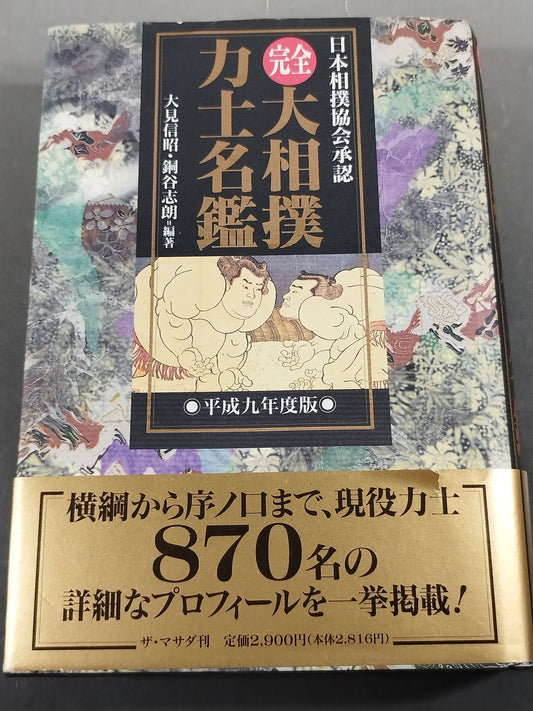 日本相撲協会承認
完全
大相撲
力士名鑑
大見信昭・銅谷志朗=編著
◉平成九年度版◉
横綱から序ノ口まで、現役力士
870名の
詳細なプロフィールを一挙掲載!
ザ・マサダ刊 定価2,900円(本体2,816円)